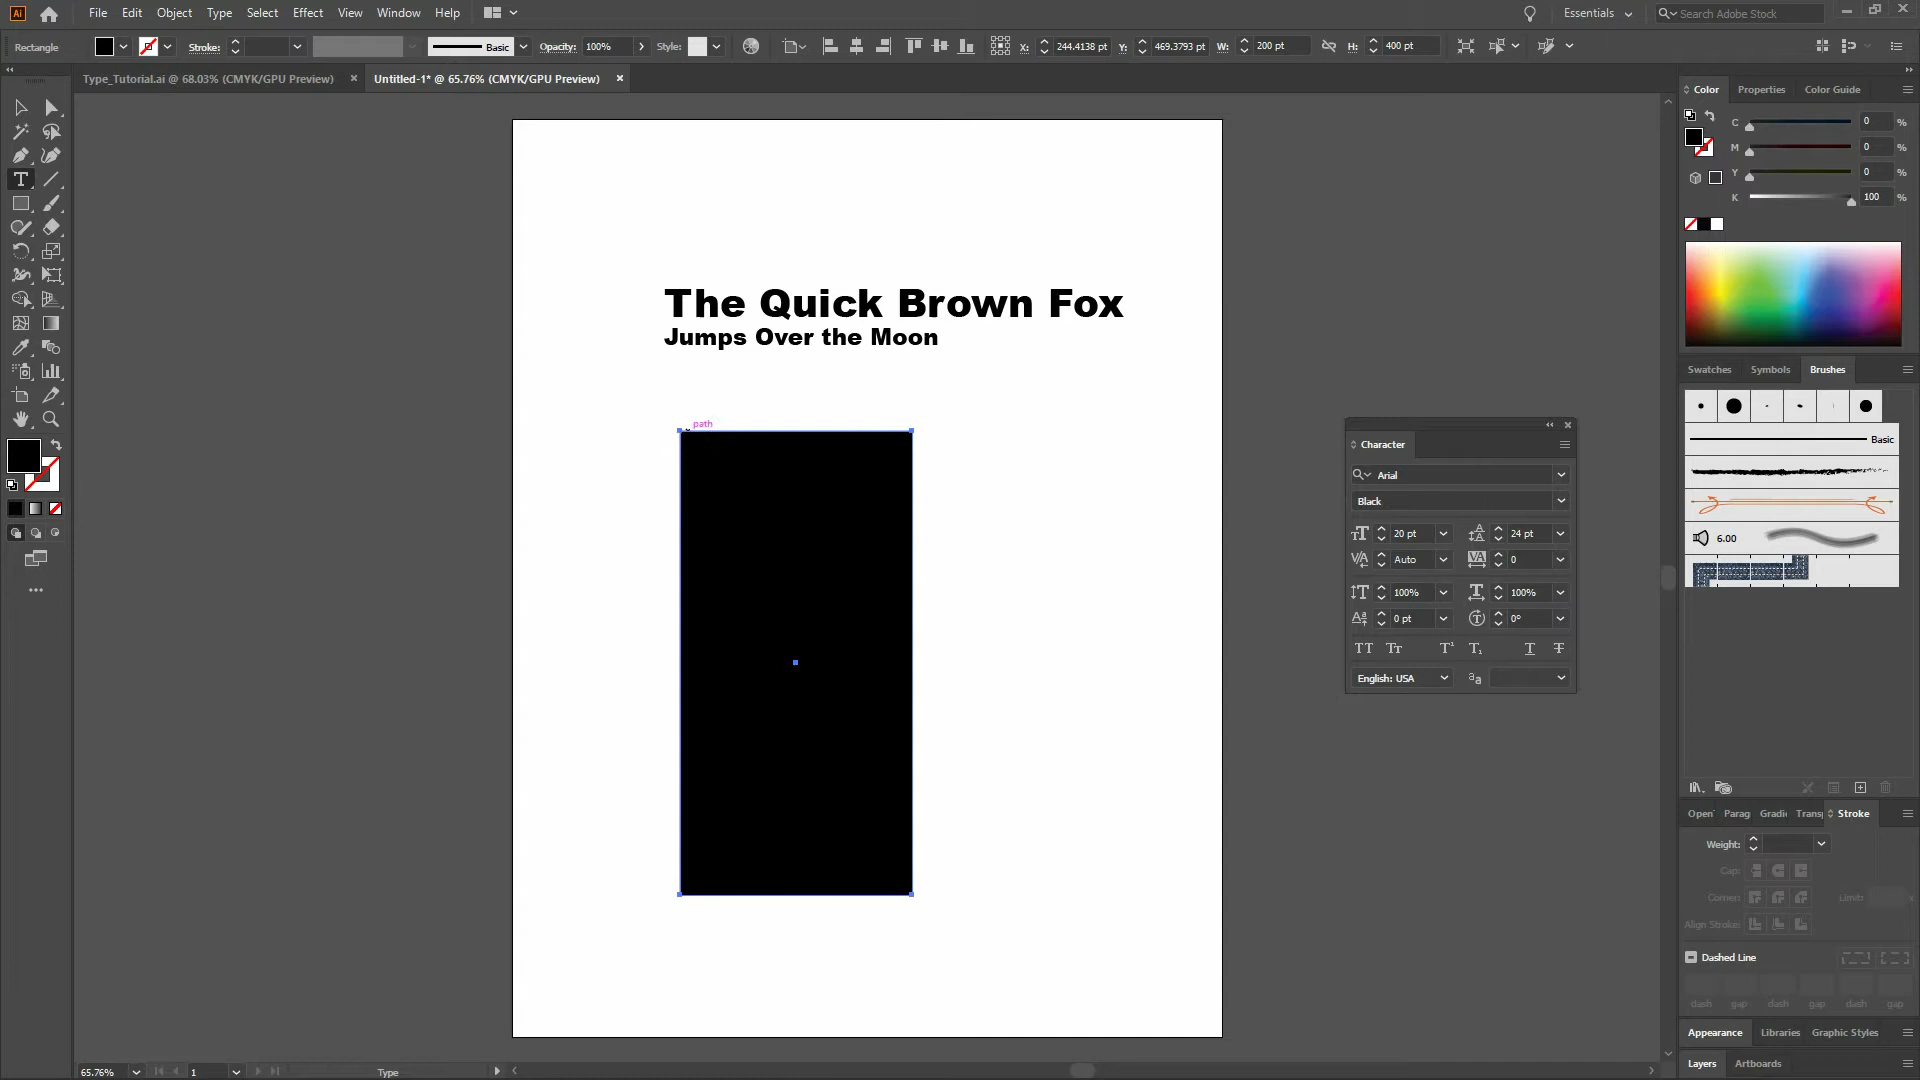 Ai File Edit Object Type Select Effect View Window Help Essentials Search Adobe Stock
Rectangle Stroke: Basic Opacity: 100% Style: X: 244.4138 pt Y: 469.3793 pt W: 200 pt H: 400 pt
Type_Tutorial.ai @ 68.03% (CMYK/GPU Preview) Untitled-1* @ 65.76% (CMYK/GPU Preview)
The Quick Brown Fox
Jumps Over the Moon
path
Character
Arial
Black
20 pt 24 pt
Auto 0
100% 100%
0 pt 0°
English: USA
Color Properties Color Guide
C 0 %
M 0 %
Y 0 %
K 100 %
Swatches Symbols Brushes
Basic
6.00
Open Parag Gradi Transp Stroke
Weight:
Cap:
Corner: Limit: x
Align Stroke:
Dashed Line
dash gap dash gap dash gap
Appearance Libraries Graphic Styles
Layers Artboards
65.76% 1 Type